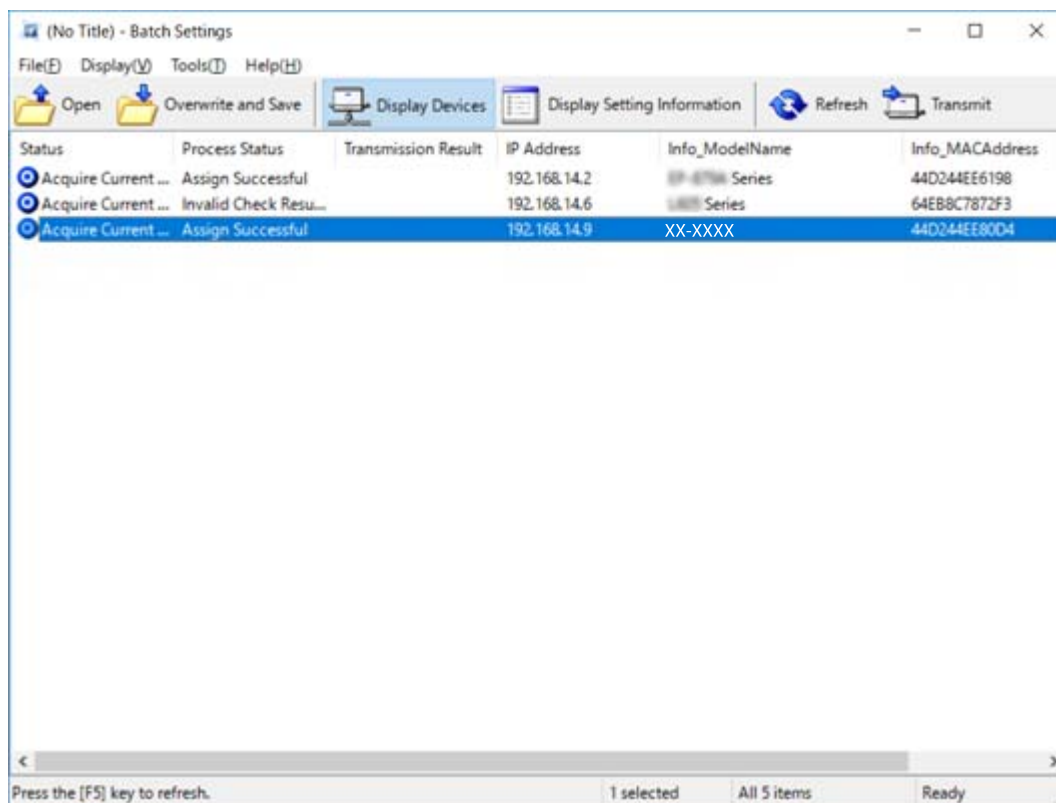 (No Title) - Batch Settings
File(F) Display(V) Tools(T) Help(H)
Open Overwrite and Save Display Devices Display Setting Information Refresh Transmit
Status Process Status Transmission Result IP Address Info_ModelName Info_MACAddress
Acquire Current ... Assign Successful 192.168.14.2 Series 44D244EE6198
Acquire Current ... Invalid Check Resu... 192.168.14.6 Series 64EB8C7872F3
Acquire Current ... Assign Successful 192.168.14.9 XX-XXXX 44D244EE80D4
Press the [F5] key to refresh. 1 selected All 5 items Ready